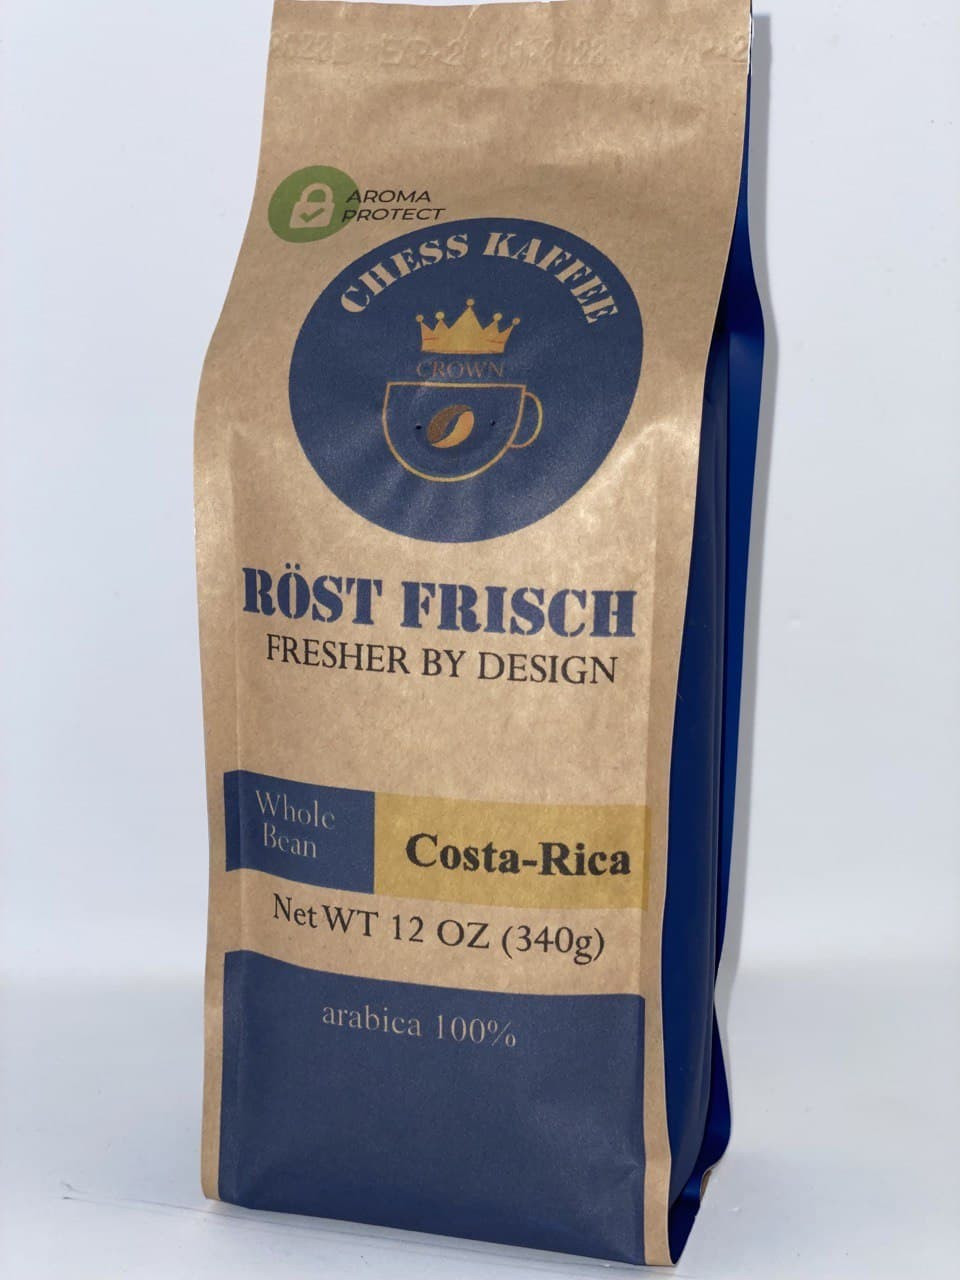 AROMA
PROTECT
CHESS KAFFEE
CROWN
RÖST FRISCH
FRESHER BY DESIGN
Whole
Bean
Costa-Rica
Net WT 12 OZ (340g)
arabica 100%